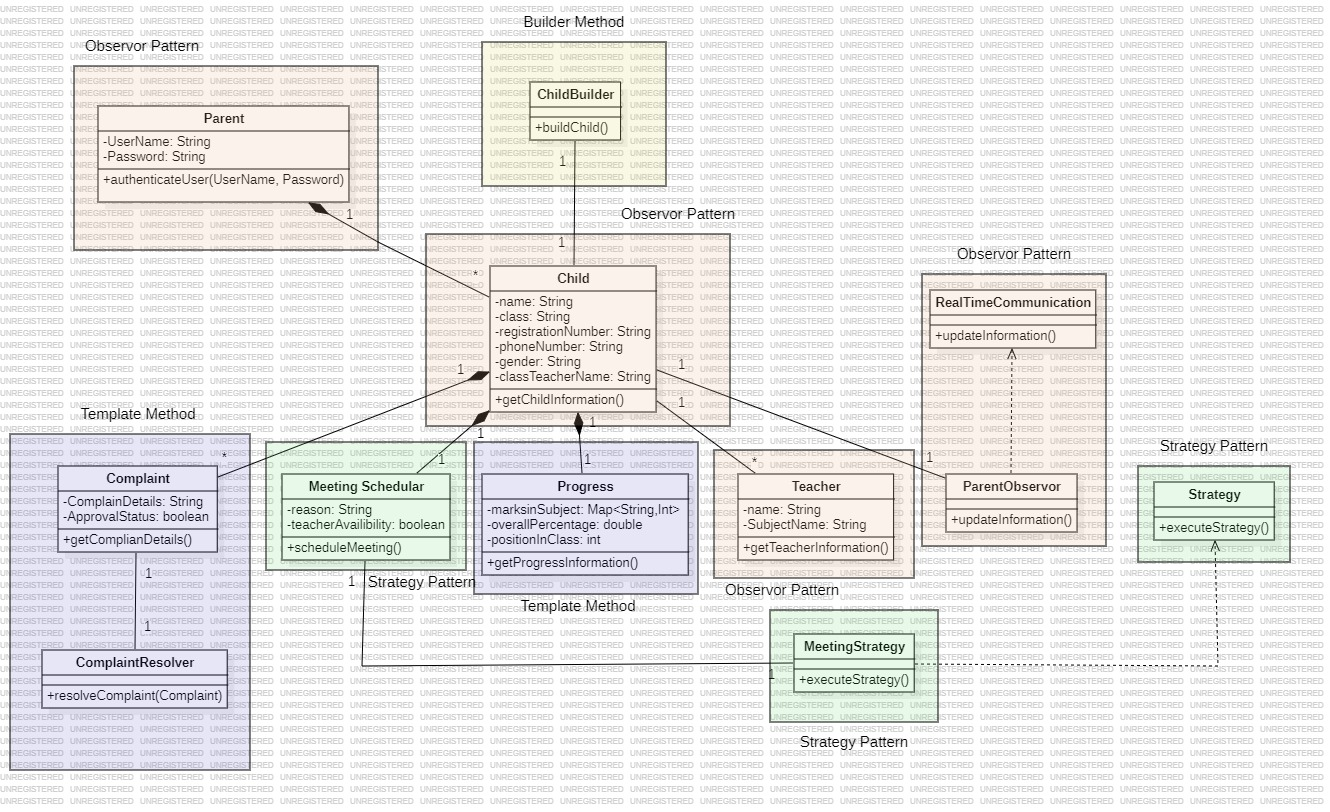 Builder Method
Observor Pattern
ChildBuilder
+buildChild()
Parent
-UserName: String
-Password: String
+authenticateUser(UserName, Password)
1
1
Observor Pattern
1
*
Child
-name: String
-class: String
-registrationNumber: String
-phoneNumber: String
-gender: String
-classTeacherName: String
+getChildInformation()
1
1
1
1
1
Observor Pattern
RealTimeCommunication
+updateInformation()
Template Method
*
Complaint
-ComplainDetails: String
-ApprovalStatus: boolean
+getComplianDetails()
1
1
ComplaintResolver
+resolveComplaint(Complaint)
1
Meeting Schedular
-reason: String
-teacherAvailibility: boolean
+scheduleMeeting()
1
Strategy Pattern
1
Progress
-marksinSubject: Map<String,Int>
-overallPercentage: double
-positionInClass: int
+getProgressInformation()
Template Method
*
Teacher
-name: String
-SubjectName: String
+getTeacherInformation()
Observor Pattern
1
ParentObservor
+updateInformation()
Strategy Pattern
Strategy
+executeStrategy()
MeetingStrategy
+executeStrategy()
1
Strategy Pattern
UNREGISTERED